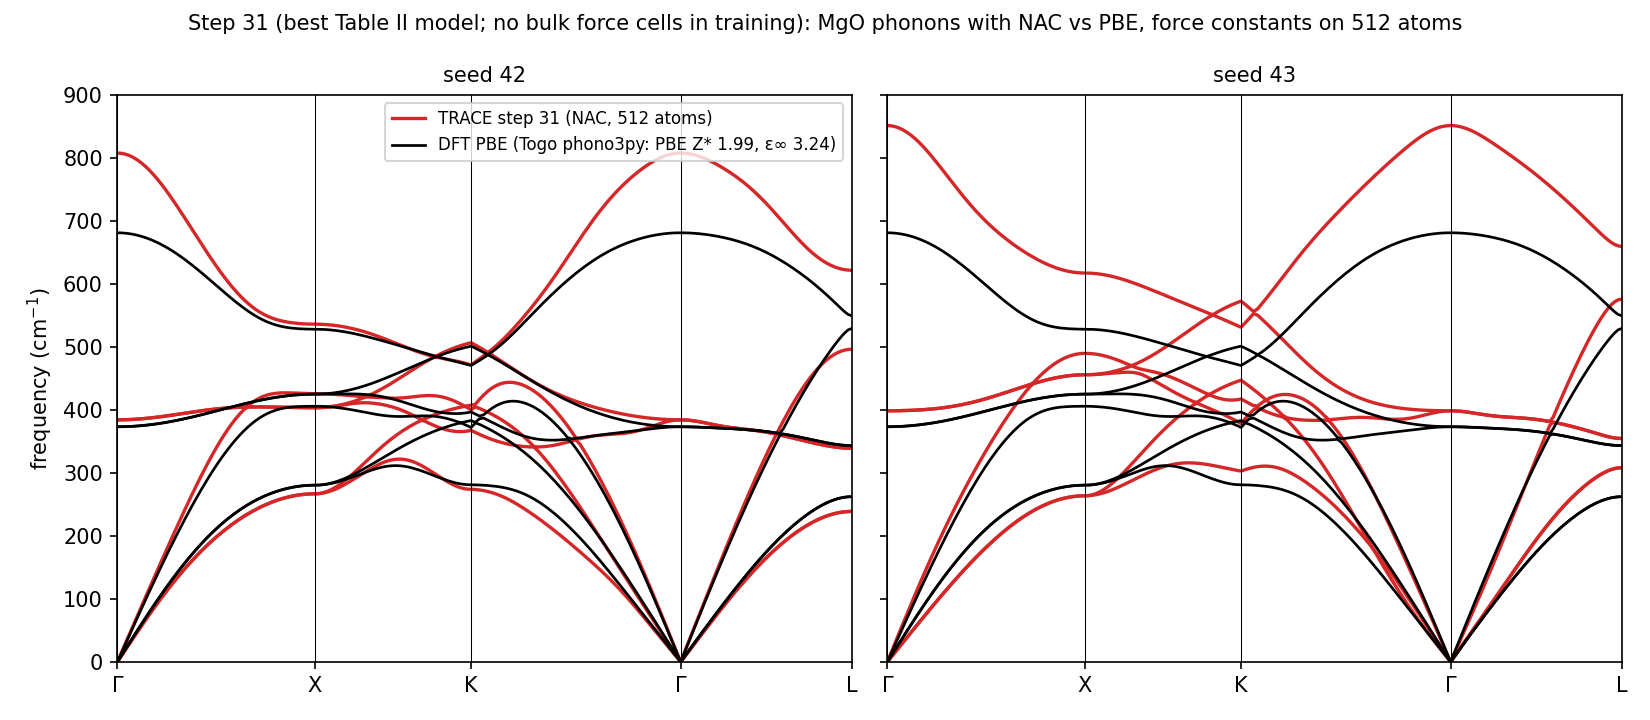 Step 31 (best Table II model; no bulk force cells in training): MgO phonons with NAC vs PBE, force constants on 512 atoms
seed 42
seed 43
TRACE step 31 (NAC, 512 atoms)
DFT PBE (Togo phono3py: PBE Z* 1.99, ε∞ 3.24)
frequency (cm⁻¹)
900
800
700
600
500
400
300
200
100
0
Γ X K Γ L
Γ X K Γ L